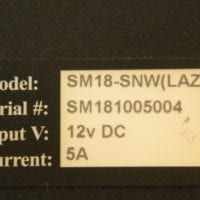 odel: SM18-SNW(LAZ
rial #: SM181005004
put V: 12v DC
urrent: 5A